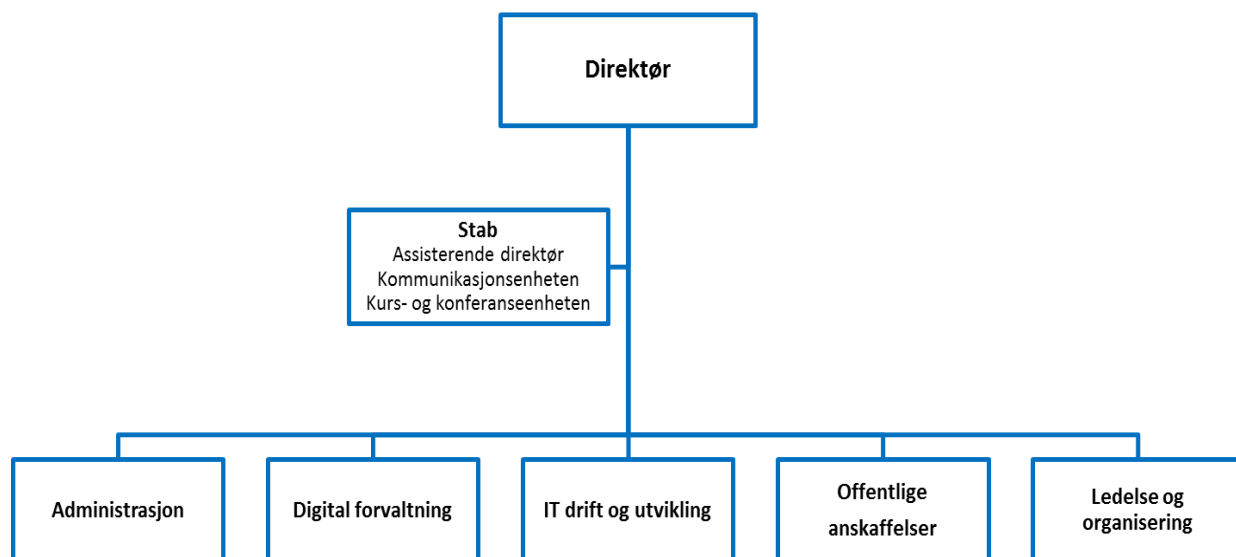 Direktør
Stab
Assisterende direktør
Kommunikasjonsenheten
Kurs- og konferanseenheten
Administrasjon
Digital forvaltning
IT drift og utvikling
Offentlige
anskaffelser
Ledelse og
organisering